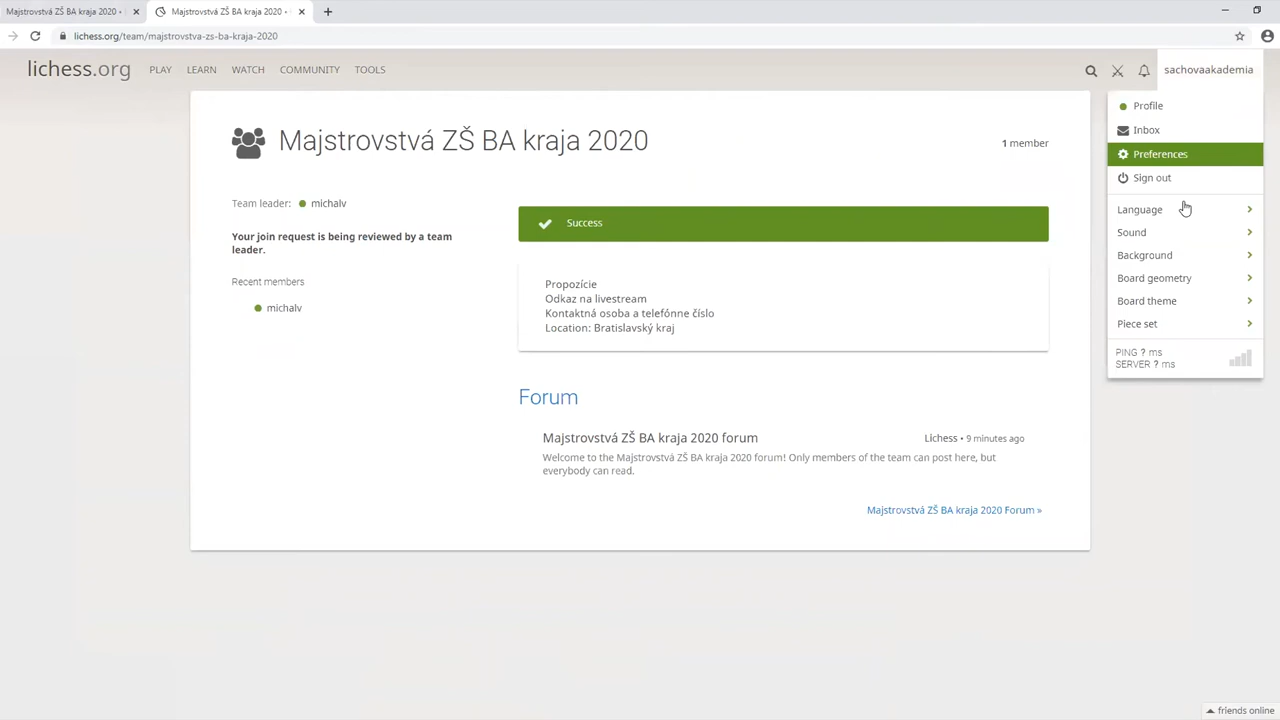 Majstrovstvá ZŠ BA kraja 2020 •
Majstrovstvá ZŠ BA kraja 2020 •
lichess.org/team/majstrovstva-zs-ba-kraja-2020
lichess.org PLAY LEARN WATCH COMMUNITY TOOLS sachovaakademia
Profile
Inbox
Preferences
Sign out
Language
Sound
Background
Board geometry
Board theme
Piece set
PING ? ms
SERVER ? ms
Majstrovstvá ZŠ BA kraja 2020
1 member
Team leader: michalv
Your join request is being reviewed by a team
leader.
Recent members
michalv
Success
Propozície
Odkaz na livestream
Kontaktná osoba a telefónne číslo
Location: Bratislavský kraj
Forum
Majstrovstvá ZŠ BA kraja 2020 forum
Lichess • 9 minutes ago
Welcome to the Majstrovstvá ZŠ BA kraja 2020 forum! Only members of the team can post here, but
everybody can read.
Majstrovstvá ZŠ BA kraja 2020 Forum »
friends online